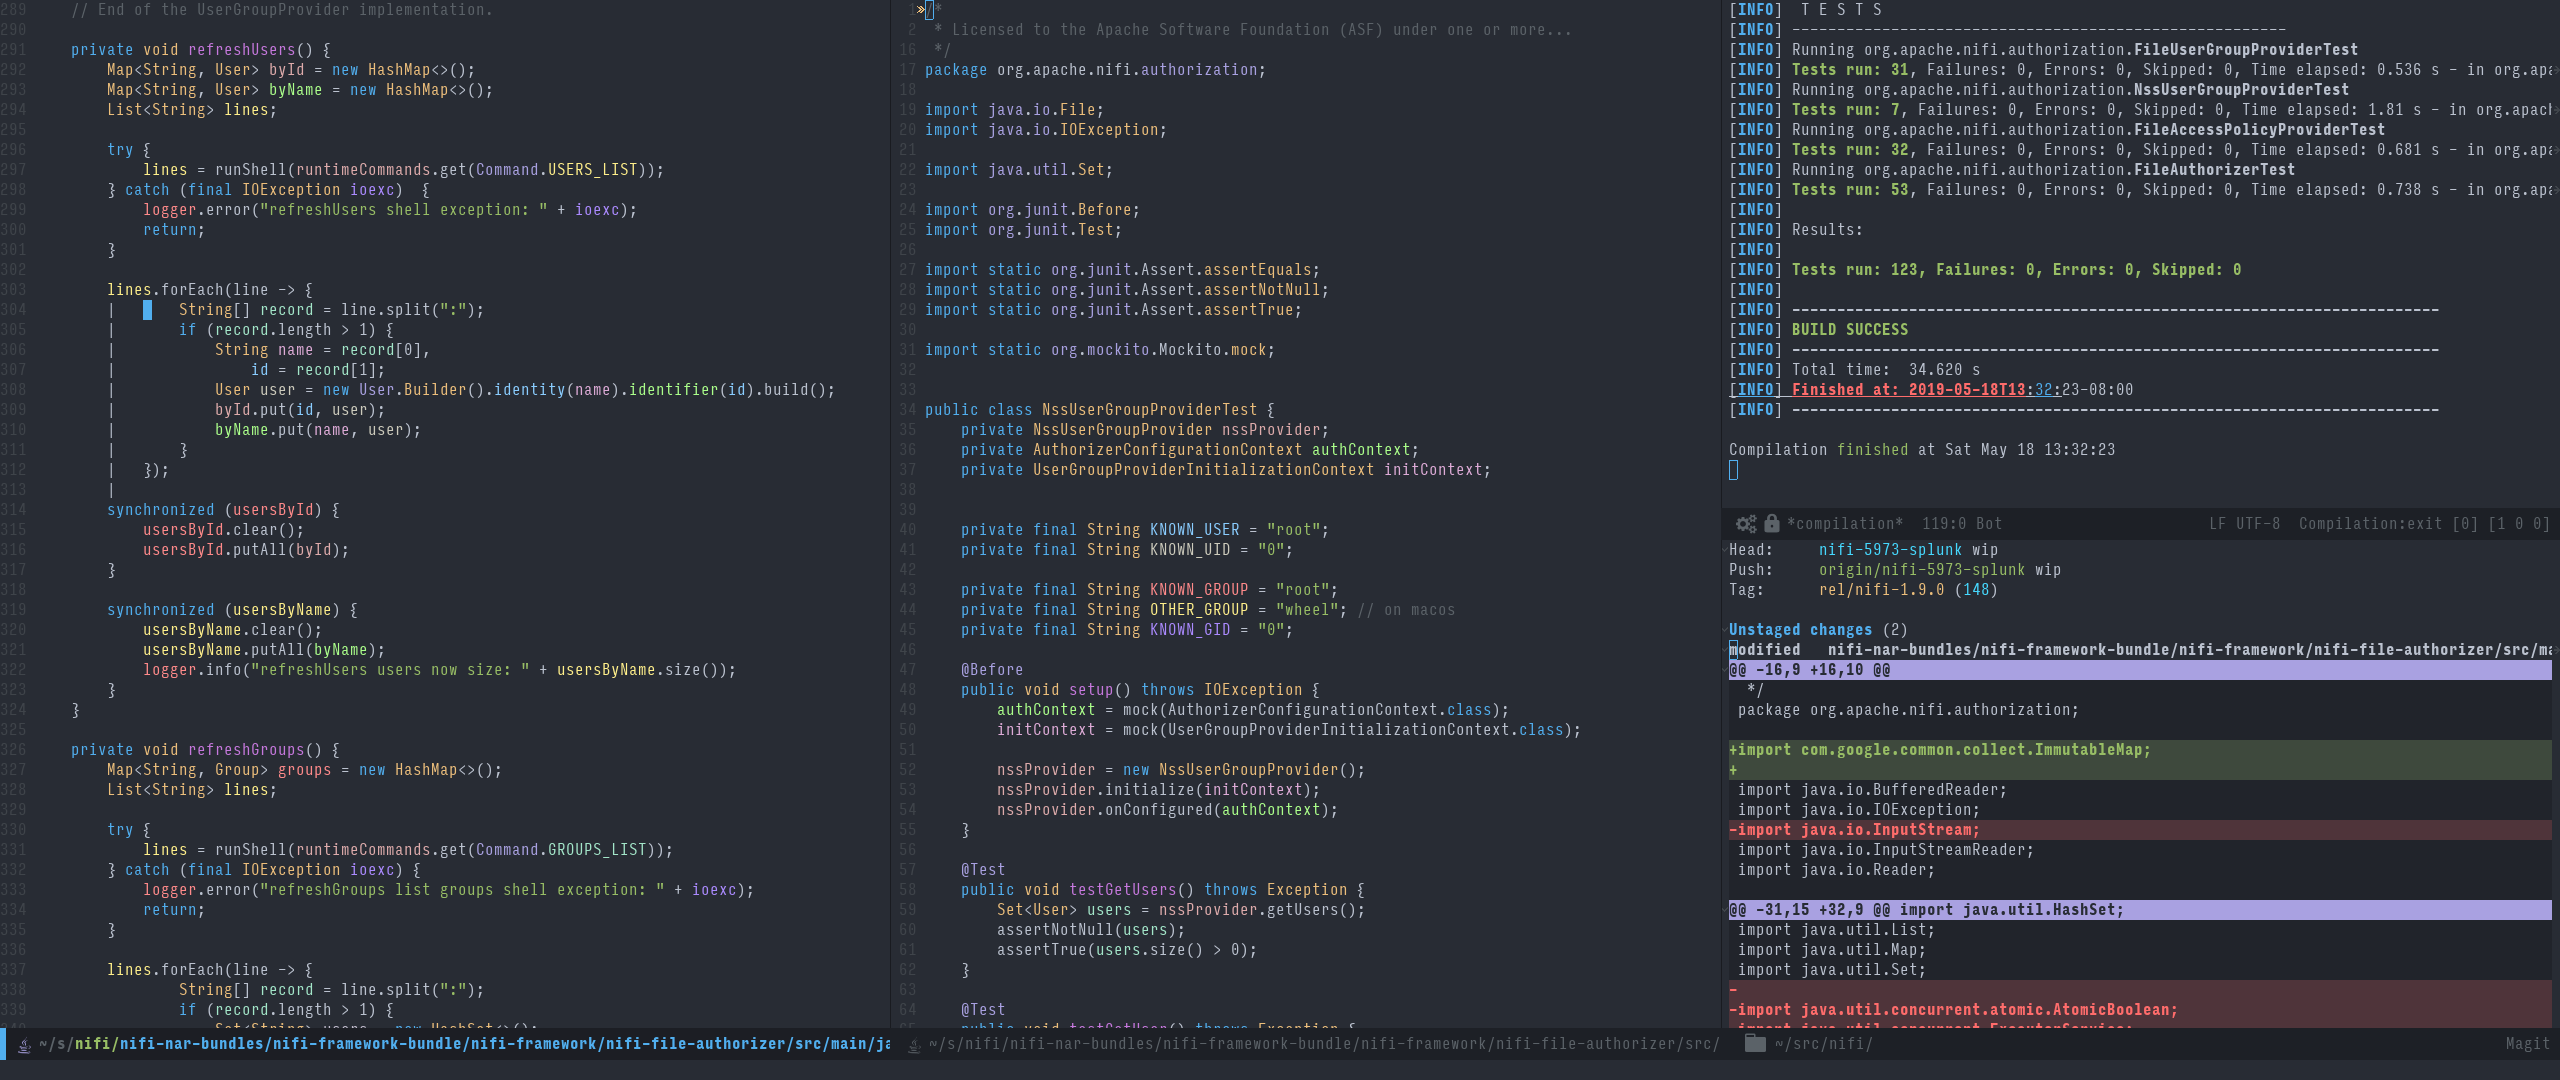 289     // End of the UserGroupProvider implementation.
290
291     private void refreshUsers() {
292         Map<String, User> byId = new HashMap<>();
293         Map<String, User> byName = new HashMap<>();
294         List<String> lines;
295
296         try {
297             lines = runShell(runtimeCommands.get(Command.USERS_LIST));
298         } catch (final IOException ioexc)  {
299             logger.error("refreshUsers shell exception: " + ioexc);
300             return;
301         }
302
303         lines.forEach(line -> {
304         |       String[] record = line.split(":");
305         |       if (record.length > 1) {
306         |           String name = record[0],
307         |               id = record[1];
308         |           User user = new User.Builder().identity(name).identifier(id).build();
309         |           byId.put(id, user);
310         |           byName.put(name, user);
311         |       }
312         |   });
313         |
314         synchronized (usersById) {
315             usersById.clear();
316             usersById.putAll(byId);
317         }
318
319         synchronized (usersByName) {
320             usersByName.clear();
321             usersByName.putAll(byName);
322             logger.info("refreshUsers users now size: " + usersByName.size());
323         }
324     }
325
326     private void refreshGroups() {
327         Map<String, Group> groups = new HashMap<>();
328         List<String> lines;
329
330         try {
331             lines = runShell(runtimeCommands.get(Command.GROUPS_LIST));
332         } catch (final IOException ioexc) {
333             logger.error("refreshGroups list groups shell exception: " + ioexc);
334             return;
335         }
336
337         lines.forEach(line -> {
338                 String[] record = line.split(":");
339                 if (record.length > 1) {
~/s/nifi/nifi-nar-bundles/nifi-framework-bundle/nifi-framework/nifi-file-authorizer/src/main/ja
1 »/*
2  * Licensed to the Apache Software Foundation (ASF) under one or more...
16  */
17 package org.apache.nifi.authorization;
18
19 import java.io.File;
20 import java.io.IOException;
21
22 import java.util.Set;
23
24 import org.junit.Before;
25 import org.junit.Test;
26
27 import static org.junit.Assert.assertEquals;
28 import static org.junit.Assert.assertNotNull;
29 import static org.junit.Assert.assertTrue;
30
31 import static org.mockito.Mockito.mock;
32
33
34 public class NssUserGroupProviderTest {
35     private NssUserGroupProvider nssProvider;
36     private AuthorizerConfigurationContext authContext;
37     private UserGroupProviderInitializationContext initContext;
38
39
40     private final String KNOWN_USER = "root";
41     private final String KNOWN_UID = "0";
42
43     private final String KNOWN_GROUP = "root";
44     private final String OTHER_GROUP = "wheel"; // on macos
45     private final String KNOWN_GID = "0";
46
47     @Before
48     public void setup() throws IOException {
49         authContext = mock(AuthorizerConfigurationContext.class);
50         initContext = mock(UserGroupProviderInitializationContext.class);
51
52         nssProvider = new NssUserGroupProvider();
53         nssProvider.initialize(initContext);
54         nssProvider.onConfigured(authContext);
55     }
56
57     @Test
58     public void testGetUsers() throws Exception {
59         Set<User> users = nssProvider.getUsers();
60         assertNotNull(users);
61         assertTrue(users.size() > 0);
62     }
63
64     @Test
~/s/nifi/nifi-nar-bundles/nifi-framework-bundle/nifi-framework/nifi-file-authorizer/src/
[INFO]  T E S T S
[INFO] -------------------------------------------------------
[INFO] Running org.apache.nifi.authorization.FileUserGroupProviderTest
[INFO] Tests run: 31, Failures: 0, Errors: 0, Skipped: 0, Time elapsed: 0.536 s - in org.apa
[INFO] Running org.apache.nifi.authorization.NssUserGroupProviderTest
[INFO] Tests run: 7, Failures: 0, Errors: 0, Skipped: 0, Time elapsed: 1.81 s - in org.apach
[INFO] Running org.apache.nifi.authorization.FileAccessPolicyProviderTest
[INFO] Tests run: 32, Failures: 0, Errors: 0, Skipped: 0, Time elapsed: 0.681 s - in org.apa
[INFO] Running org.apache.nifi.authorization.FileAuthorizerTest
[INFO] Tests run: 53, Failures: 0, Errors: 0, Skipped: 0, Time elapsed: 0.738 s - in org.apa
[INFO]
[INFO] Results:
[INFO]
[INFO] Tests run: 123, Failures: 0, Errors: 0, Skipped: 0
[INFO]
[INFO] ------------------------------------------------------------------------
[INFO] BUILD SUCCESS
[INFO] ------------------------------------------------------------------------
[INFO] Total time:  34.620 s
[INFO] Finished at: 2019-05-18T13:32:23-08:00
[INFO] ------------------------------------------------------------------------
Compilation finished at Sat May 18 13:32:23
*compilation*  119:0 Bot    LF UTF-8  Compilation:exit [0] [1 0 0]
Head:     nifi-5973-splunk wip
Push:     origin/nifi-5973-splunk wip
Tag:      rel/nifi-1.9.0 (148)
Unstaged changes (2)
modified   nifi-nar-bundles/nifi-framework-bundle/nifi-framework/nifi-file-authorizer/src/ma
@@ -16,9 +16,10 @@
  */
 package org.apache.nifi.authorization;
+import com.google.common.collect.ImmutableMap;
+
 import java.io.BufferedReader;
 import java.io.IOException;
-import java.io.InputStream;
 import java.io.InputStreamReader;
 import java.io.Reader;
@@ -31,15 +32,9 @@ import java.util.HashSet;
 import java.util.List;
 import java.util.Map;
 import java.util.Set;
-
-import java.util.concurrent.atomic.AtomicBoolean;
~/src/nifi/    Magit